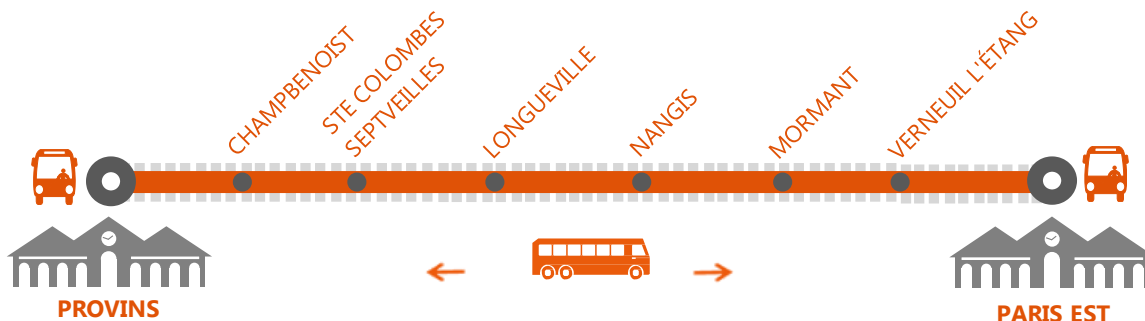 CHAMPBENOIST
STE COLOMBES
SEPTVEILLES
LONGUEVILLE
NANGIS
MORMANT
VERNEUIL L'ÉTANG
PROVINS
PARIS EST